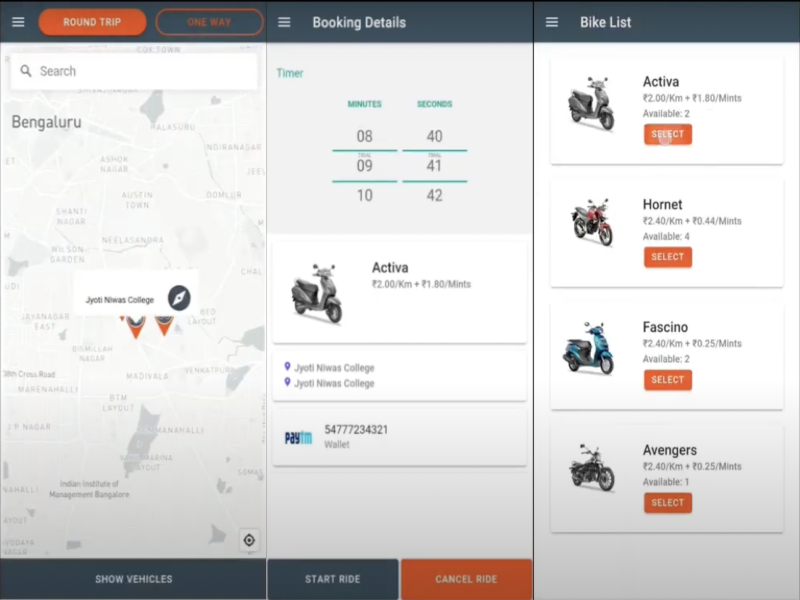 ROUND TRIP
ONE WAY
Search
Bengaluru
SHIVAJINAGAR
HALASURU
INDIRANAGAR
ASHOK
NAGAR
AUSTIN
TOWN
DOMLUR
SHANTI
NAGAR
NEELASANDRA
WILSON
GARDEN
Jyoti Niwas College
JAYANAGAR
EAST
BISMILLAH
NAGAR
LAYOUT
38th Cross Road
MADIVALA
VENKATPURA
MARENAHALLI
BTM
LAYOUT
J P NAGAR
Indian Institute of
Management Bangalore
SHOW VEHICLES
Booking Details
Timer
MINUTES SECONDS
08 40
09 41
10 42
Activa
₹2.00/Km + ₹1.80/Mints
Jyoti Niwas College
Jyoti Niwas College
paytm
54777234321
Wallet
START RIDE
CANCEL RIDE
Bike List
Activa
₹2.00/Km + ₹1.80/Mints
Available: 2
SELECT
Hornet
₹2.40/Km + ₹0.44/Mints
Available: 4
SELECT
Fascino
₹2.40/Km + ₹0.25/Mints
Available: 2
SELECT
Avengers
₹2.40/Km + ₹0.25/Mints
Available: 1
SELECT